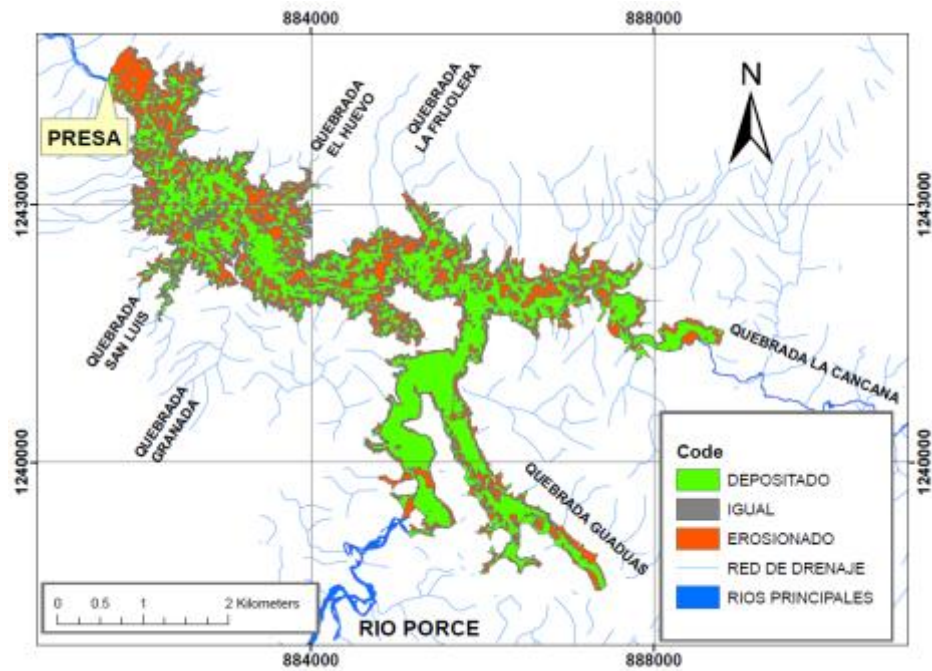 884000
888000
QUEBRADA
EL HUEVO
QUEBRADA
LA FRIJOLERA
N
PRESA
1243000
1243000
QUEBRADA
SAN LUIS
QUEBRADA
GRANADA
QUEBRADA LA CANCANA
1240000
1240000
QUEBRADA GUADUAS
Code
DEPOSITADO
IGUAL
EROSIONADO
RED DE DRENAJE
RIOS PRINCIPALES
0 0.5 1 2 Kilometers
RIO PORCE
884000
888000